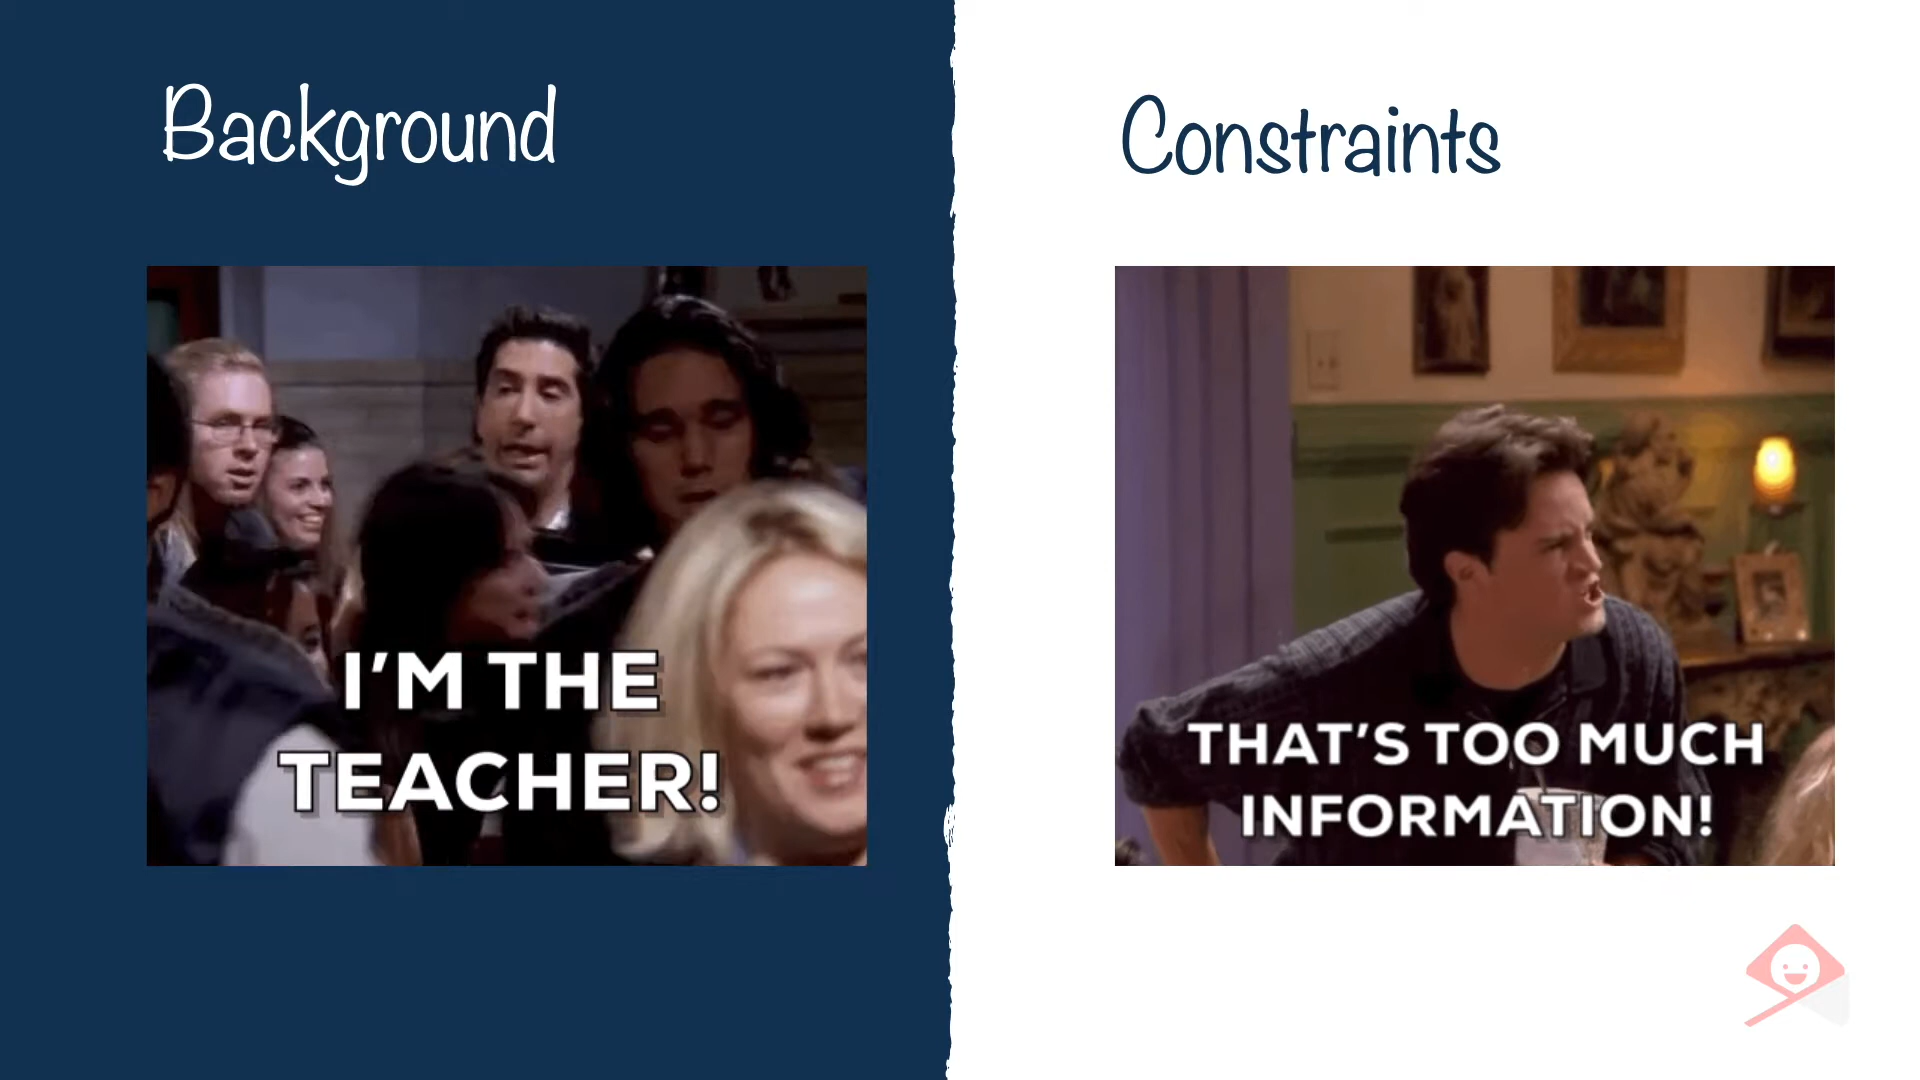 Background
I'M THE
TEACHER!
Constraints
THAT'S TOO MUCH
INFORMATION!